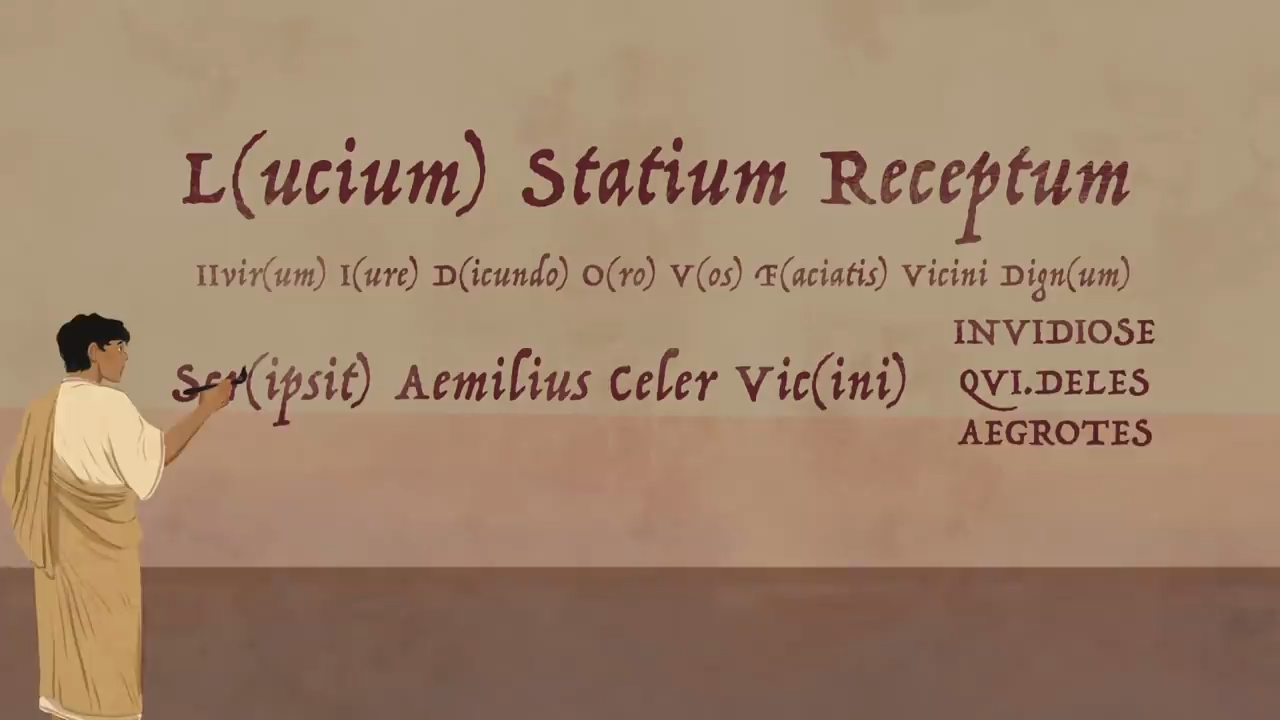 L(ucium) Statium Receptum
IIvir(um) I(ure) D(icundo) O(ro) V(os) F(aciatis) Vicini Dign(um)
Scr(ipsit) Aemilius Celer Vic(ini)
INVIDIOSE
QVI.DELES
AEGROTES